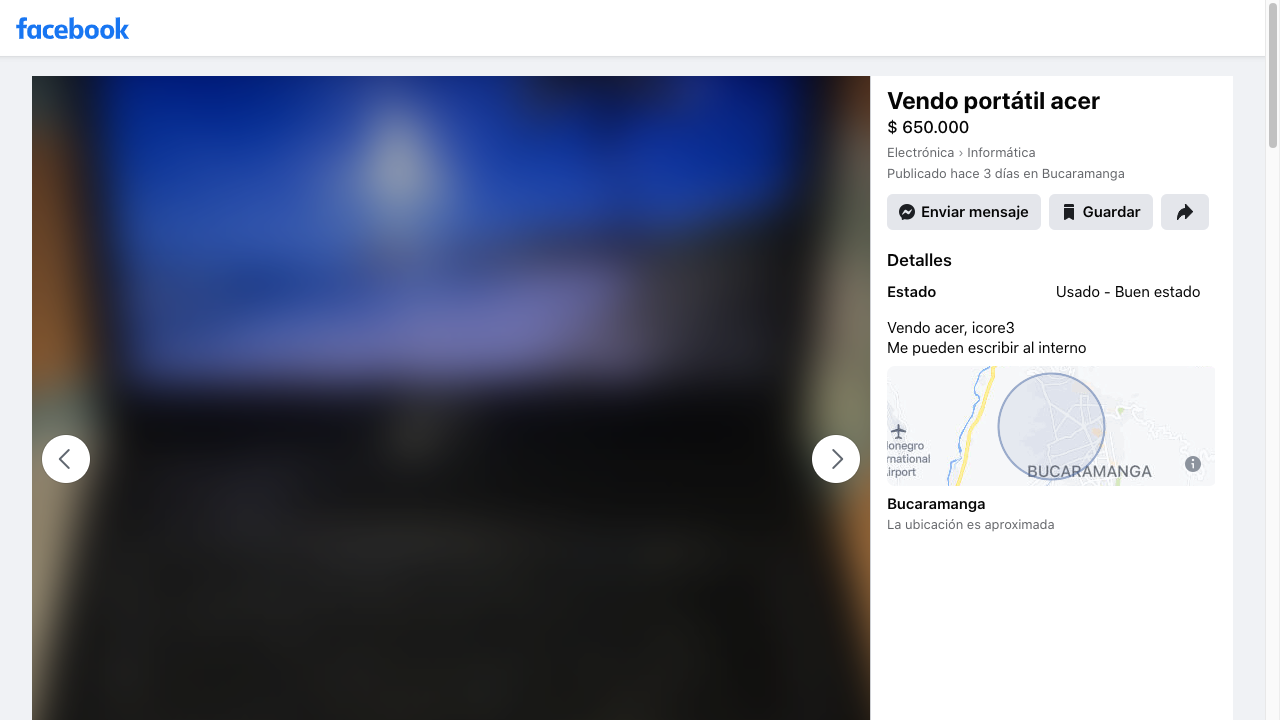 facebook
Vendo portátil acer
$ 650.000
Electrónica › Informática
Publicado hace 3 días en Bucaramanga
Enviar mensaje
Guardar
Detalles
Estado
Usado - Buen estado
Vendo acer, icore3
Me pueden escribir al interno
lonegro
rnational
Airport
BUCARAMANGA
Bucaramanga
La ubicación es aproximada